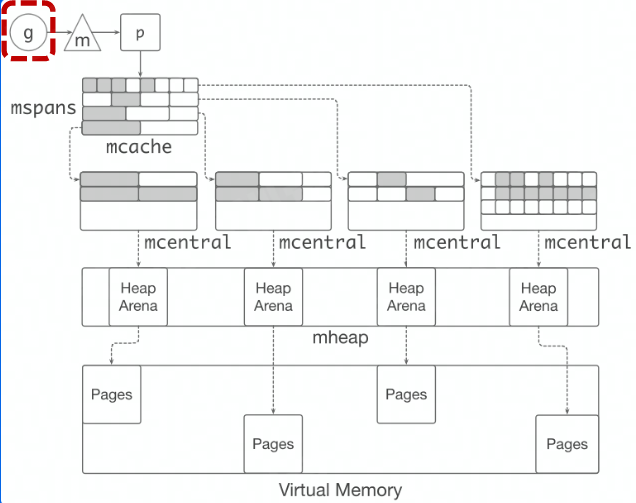 g
m
p
mspans
mcache
mcentral
mcentral
mcentral
mcentral
Heap
Arena
Heap
Arena
Heap
Arena
Heap
Arena
mheap
Pages
Pages
Pages
Pages
Virtual Memory